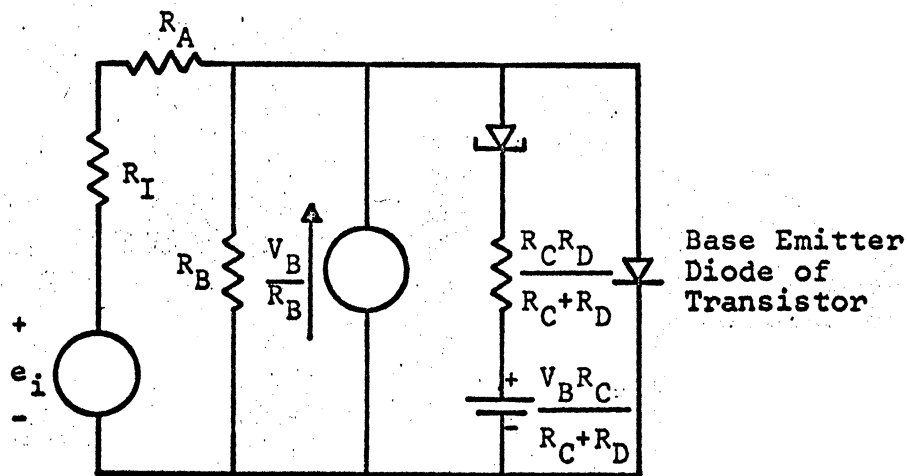 R_A
R_I
R_B
V_B
R_B
R_C R_D
R_C+R_D
Base Emitter
Diode of
Transistor
+
e_i
-
+
V_B R_C
-
R_C+R_D